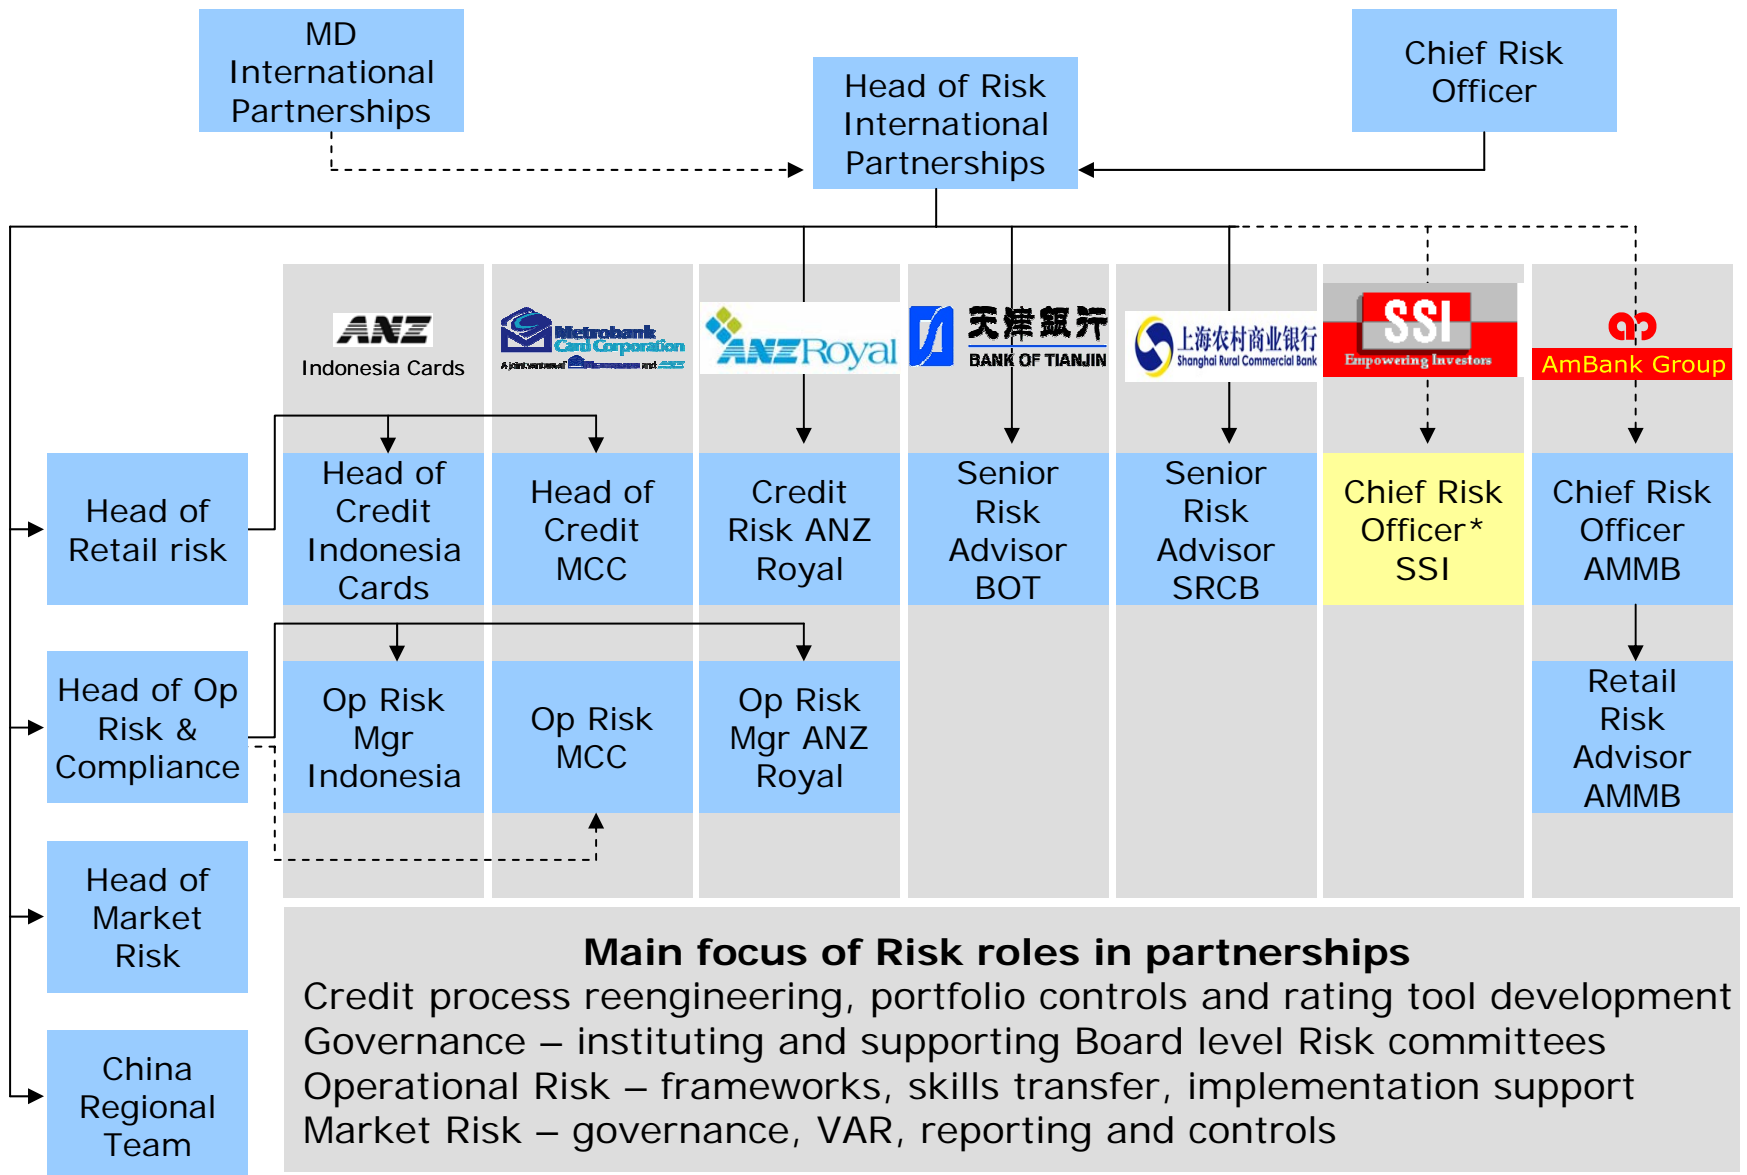 MD
International
Partnerships
Head of Risk
International
Partnerships
Chief Risk
Officer
ANZ
Indonesia Cards
Metrobank
Card Corporation
A joint venture of
and ANZ
ANZ Royal
天津銀行
BANK OF TIANJIN
上海农村商业银行
Shanghai Rural Commercial Bank
SSI
Empowering Investors
AmBank Group
Head of
Retail risk
Head of
Credit
Indonesia
Cards
Head of
Credit
MCC
Credit
Risk ANZ
Royal
Senior
Risk
Advisor
BOT
Senior
Risk
Advisor
SRCB
Chief Risk
Officer*
SSI
Chief Risk
Officer
AMMB
Head of Op
Risk &
Compliance
Op Risk
Mgr
Indonesia
Op Risk
MCC
Op Risk
Mgr ANZ
Royal
Retail
Risk
Advisor
AMMB
Head of
Market
Risk
China
Regional
Team
Main focus of Risk roles in partnerships
Credit process reengineering, portfolio controls and rating tool development
Governance – instituting and supporting Board level Risk committees
Operational Risk – frameworks, skills transfer, implementation support
Market Risk – governance, VAR, reporting and controls